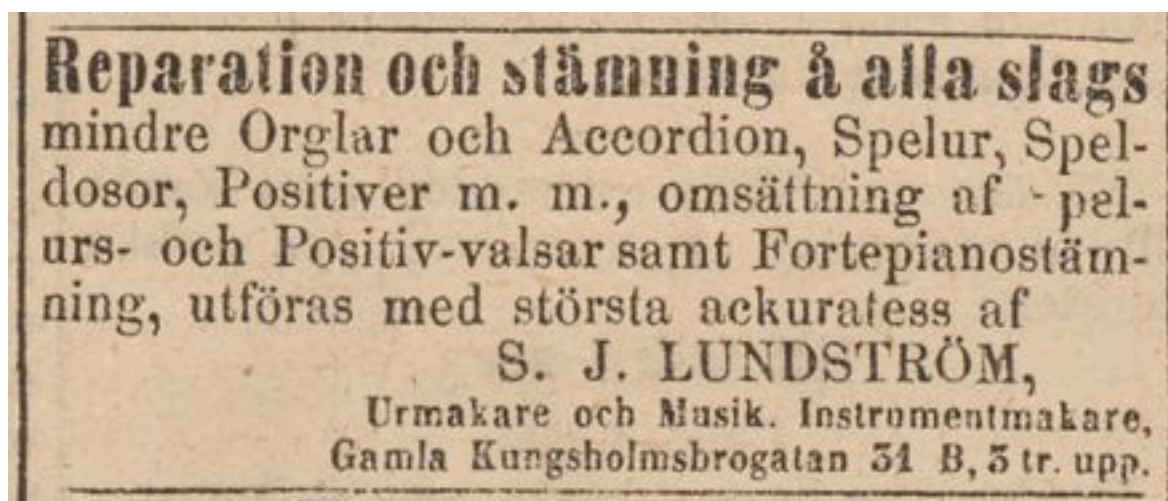 Reparation och stämning å alla slags
mindre Orglar och Accordion, Spelur, Spel-
dosor, Positiver m. m., omsättning af pel-
urs- och Positiv-valsar samt Fortepianostäm-
ning, utföras med största ackuratess af
S. J. LUNDSTRÖM,
Urmakare och Musik. Instrumentmakare,
Gamla Kungsholmsbrogatan 31 B, 3 tr. upp.